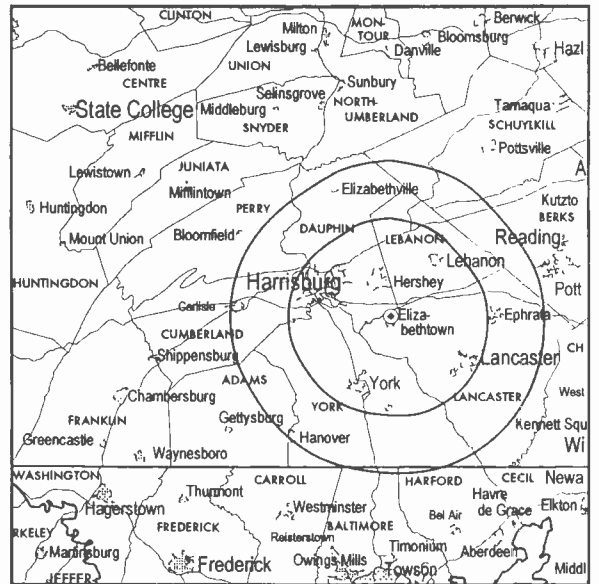 CLINTON
Milton
MON-
TOUR
Berwick
Bloomsburg
Lewisburg
Danville
Hazl
Bellefonte
CENTRE
UNION
Sunbury
Selinsgrove
State College
Middleburg
NORTH-
UMBERLAND
Tamaqua
SNYDER
SCHUYLKILL
MIFFLIN
Pottsville
JUNIATA
A
Lewistown
Mifflintown
Elizabethville
Huntingdon
PERRY
Kutzto
BERKS
DAUPHIN
Mount Union
Bloomfield
LEBANON
Reading
Lebanon
HUNTINGDON
Harrisburg
Hershey
Pott
Carlisle
Eliza-
bethtown
Ephrata
CUMBERLAND
CH
Shippensburg
Lancaster
ADAMS
York
West
Chambersburg
LANCASTER
YORK
FRANKLIN
Gettysburg
Kennett Squ
Greencastle
Hanover
Wi
Waynesboro
WASHINGTON
CARROLL
HARFORD
CECIL
Newa
Thurmont
Havre
de Grace
Hagerstown
Westminster
Elkton
FREDERICK
BALTIMORE
Bel Air
RKELEY
Reisterstown
Martinsburg
Timonium
Aberdeen
Frederick
Owings Mills
Towson
Middl
JEFFER